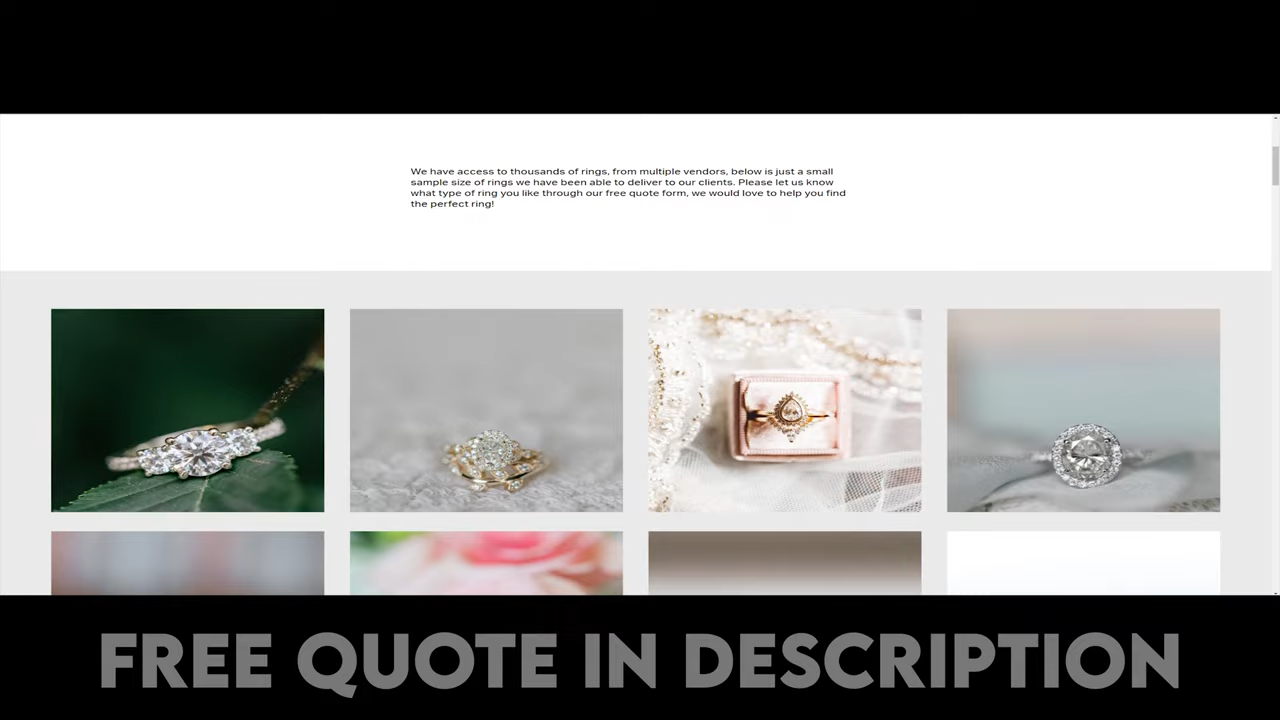 We have access to thousands of rings, from multiple vendors, below is just a small
sample size of rings we have been able to deliver to our clients. Please let us know
what type of ring you like through our free quote form, we would love to help you find
the perfect ring!
FREE QUOTE IN DESCRIPTION